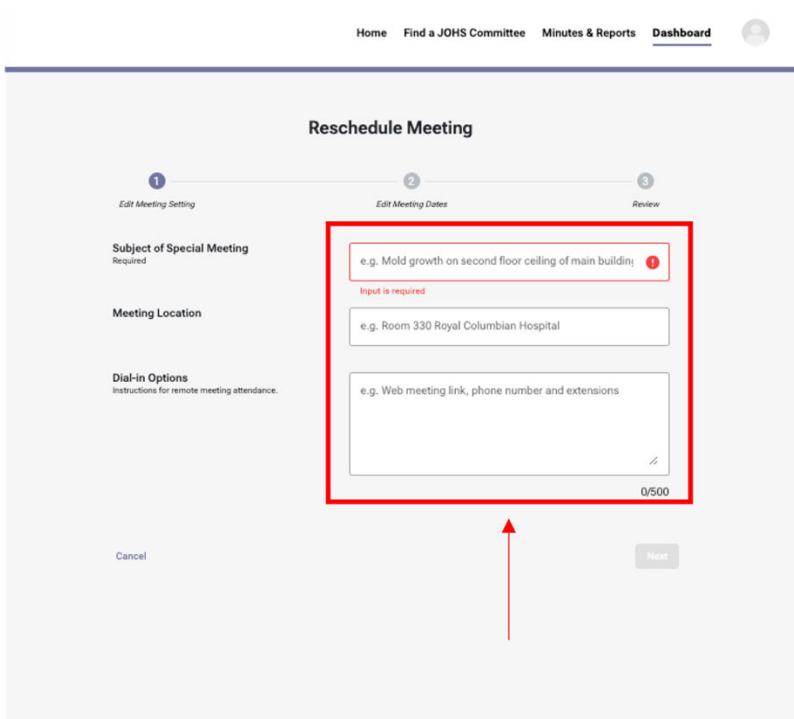 Home Find a JOHS Committee Minutes & Reports Dashboard
Reschedule Meeting
1 2 3
Edit Meeting Setting Edit Meeting Dates Review
Subject of Special Meeting
Required
e.g. Mold growth on second floor ceiling of main building
Input is required
Meeting Location
e.g. Room 330 Royal Columbian Hospital
Dial-in Options
Instructions for remote meeting attendance.
e.g. Web meeting link, phone number and extensions
0/500
Cancel Next